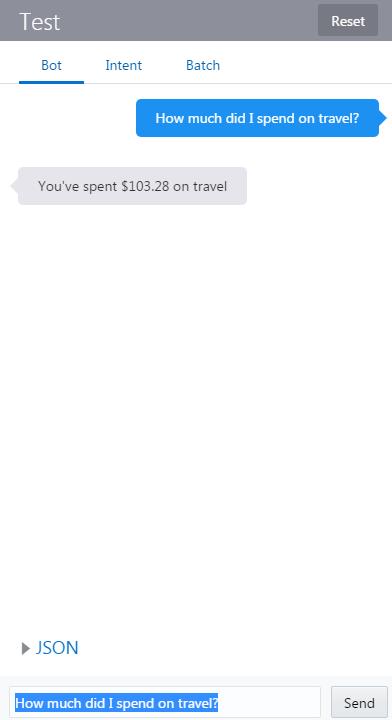 Test
Reset
Bot Intent Batch
How much did I spend on travel?
You've spent $103.28 on travel
JSON
How much did I spend on travel?
Send